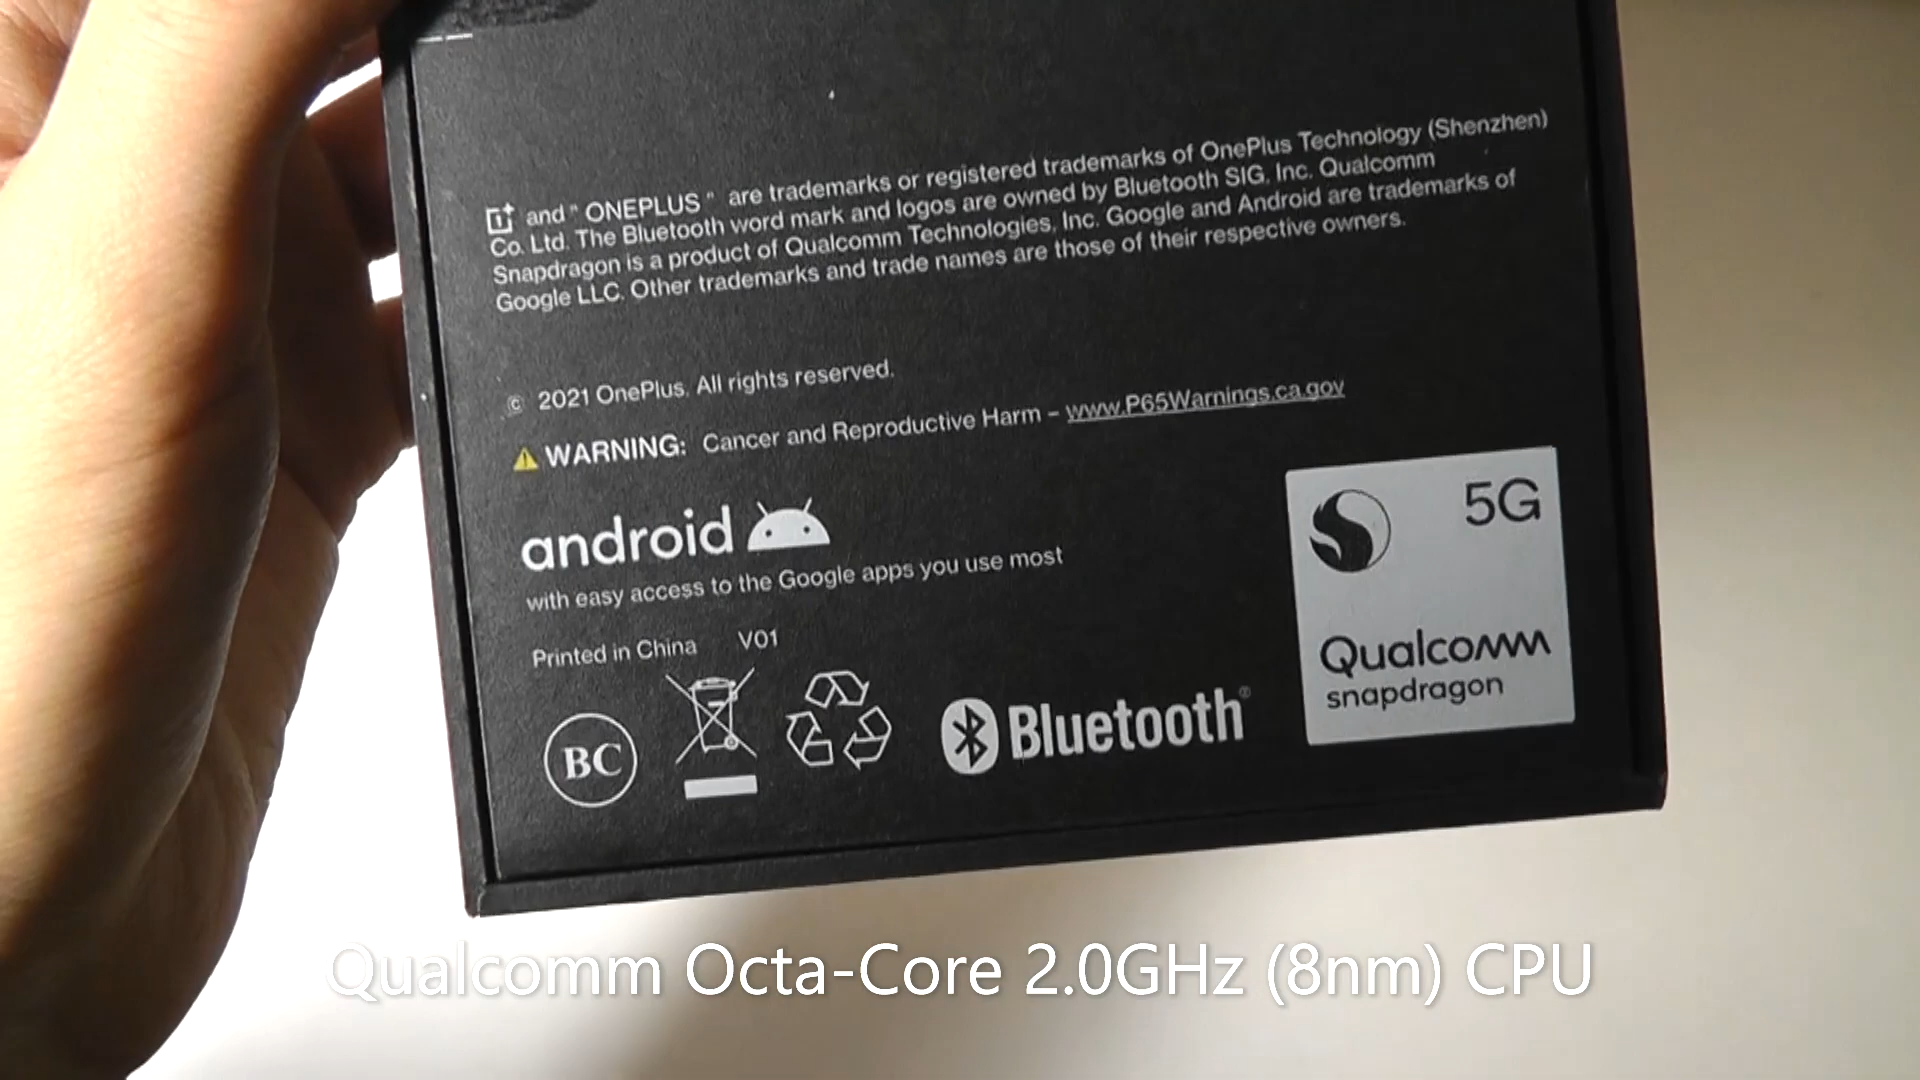 and " ONEPLUS " are trademarks or registered trademarks of OnePlus Technology (Shenzhen)
Co. Ltd. The Bluetooth word mark and logos are owned by Bluetooth SIG, Inc. Qualcomm
Snapdragon is a product of Qualcomm Technologies, Inc. Google and Android are trademarks of
Google LLC. Other trademarks and trade names are those of their respective owners.
© 2021 OnePlus. All rights reserved.
WARNING: Cancer and Reproductive Harm – www.P65Warnings.ca.gov
android
with easy access to the Google apps you use most
Printed in China V01
BC
Bluetooth®
5G
Qualcomm
snapdragon
Qualcomm Octa-Core 2.0GHz (8nm) CPU